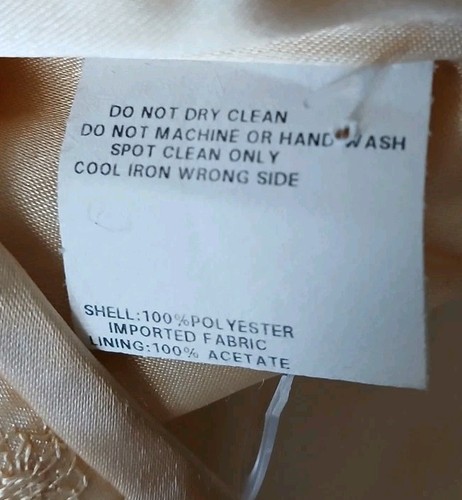 DO NOT DRY CLEAN
DO NOT MACHINE OR HAND WASH
SPOT CLEAN ONLY
COOL IRON WRONG SIDE
SHELL:100%POLYESTER
IMPORTED FABRIC
LINING:100% ACETATE